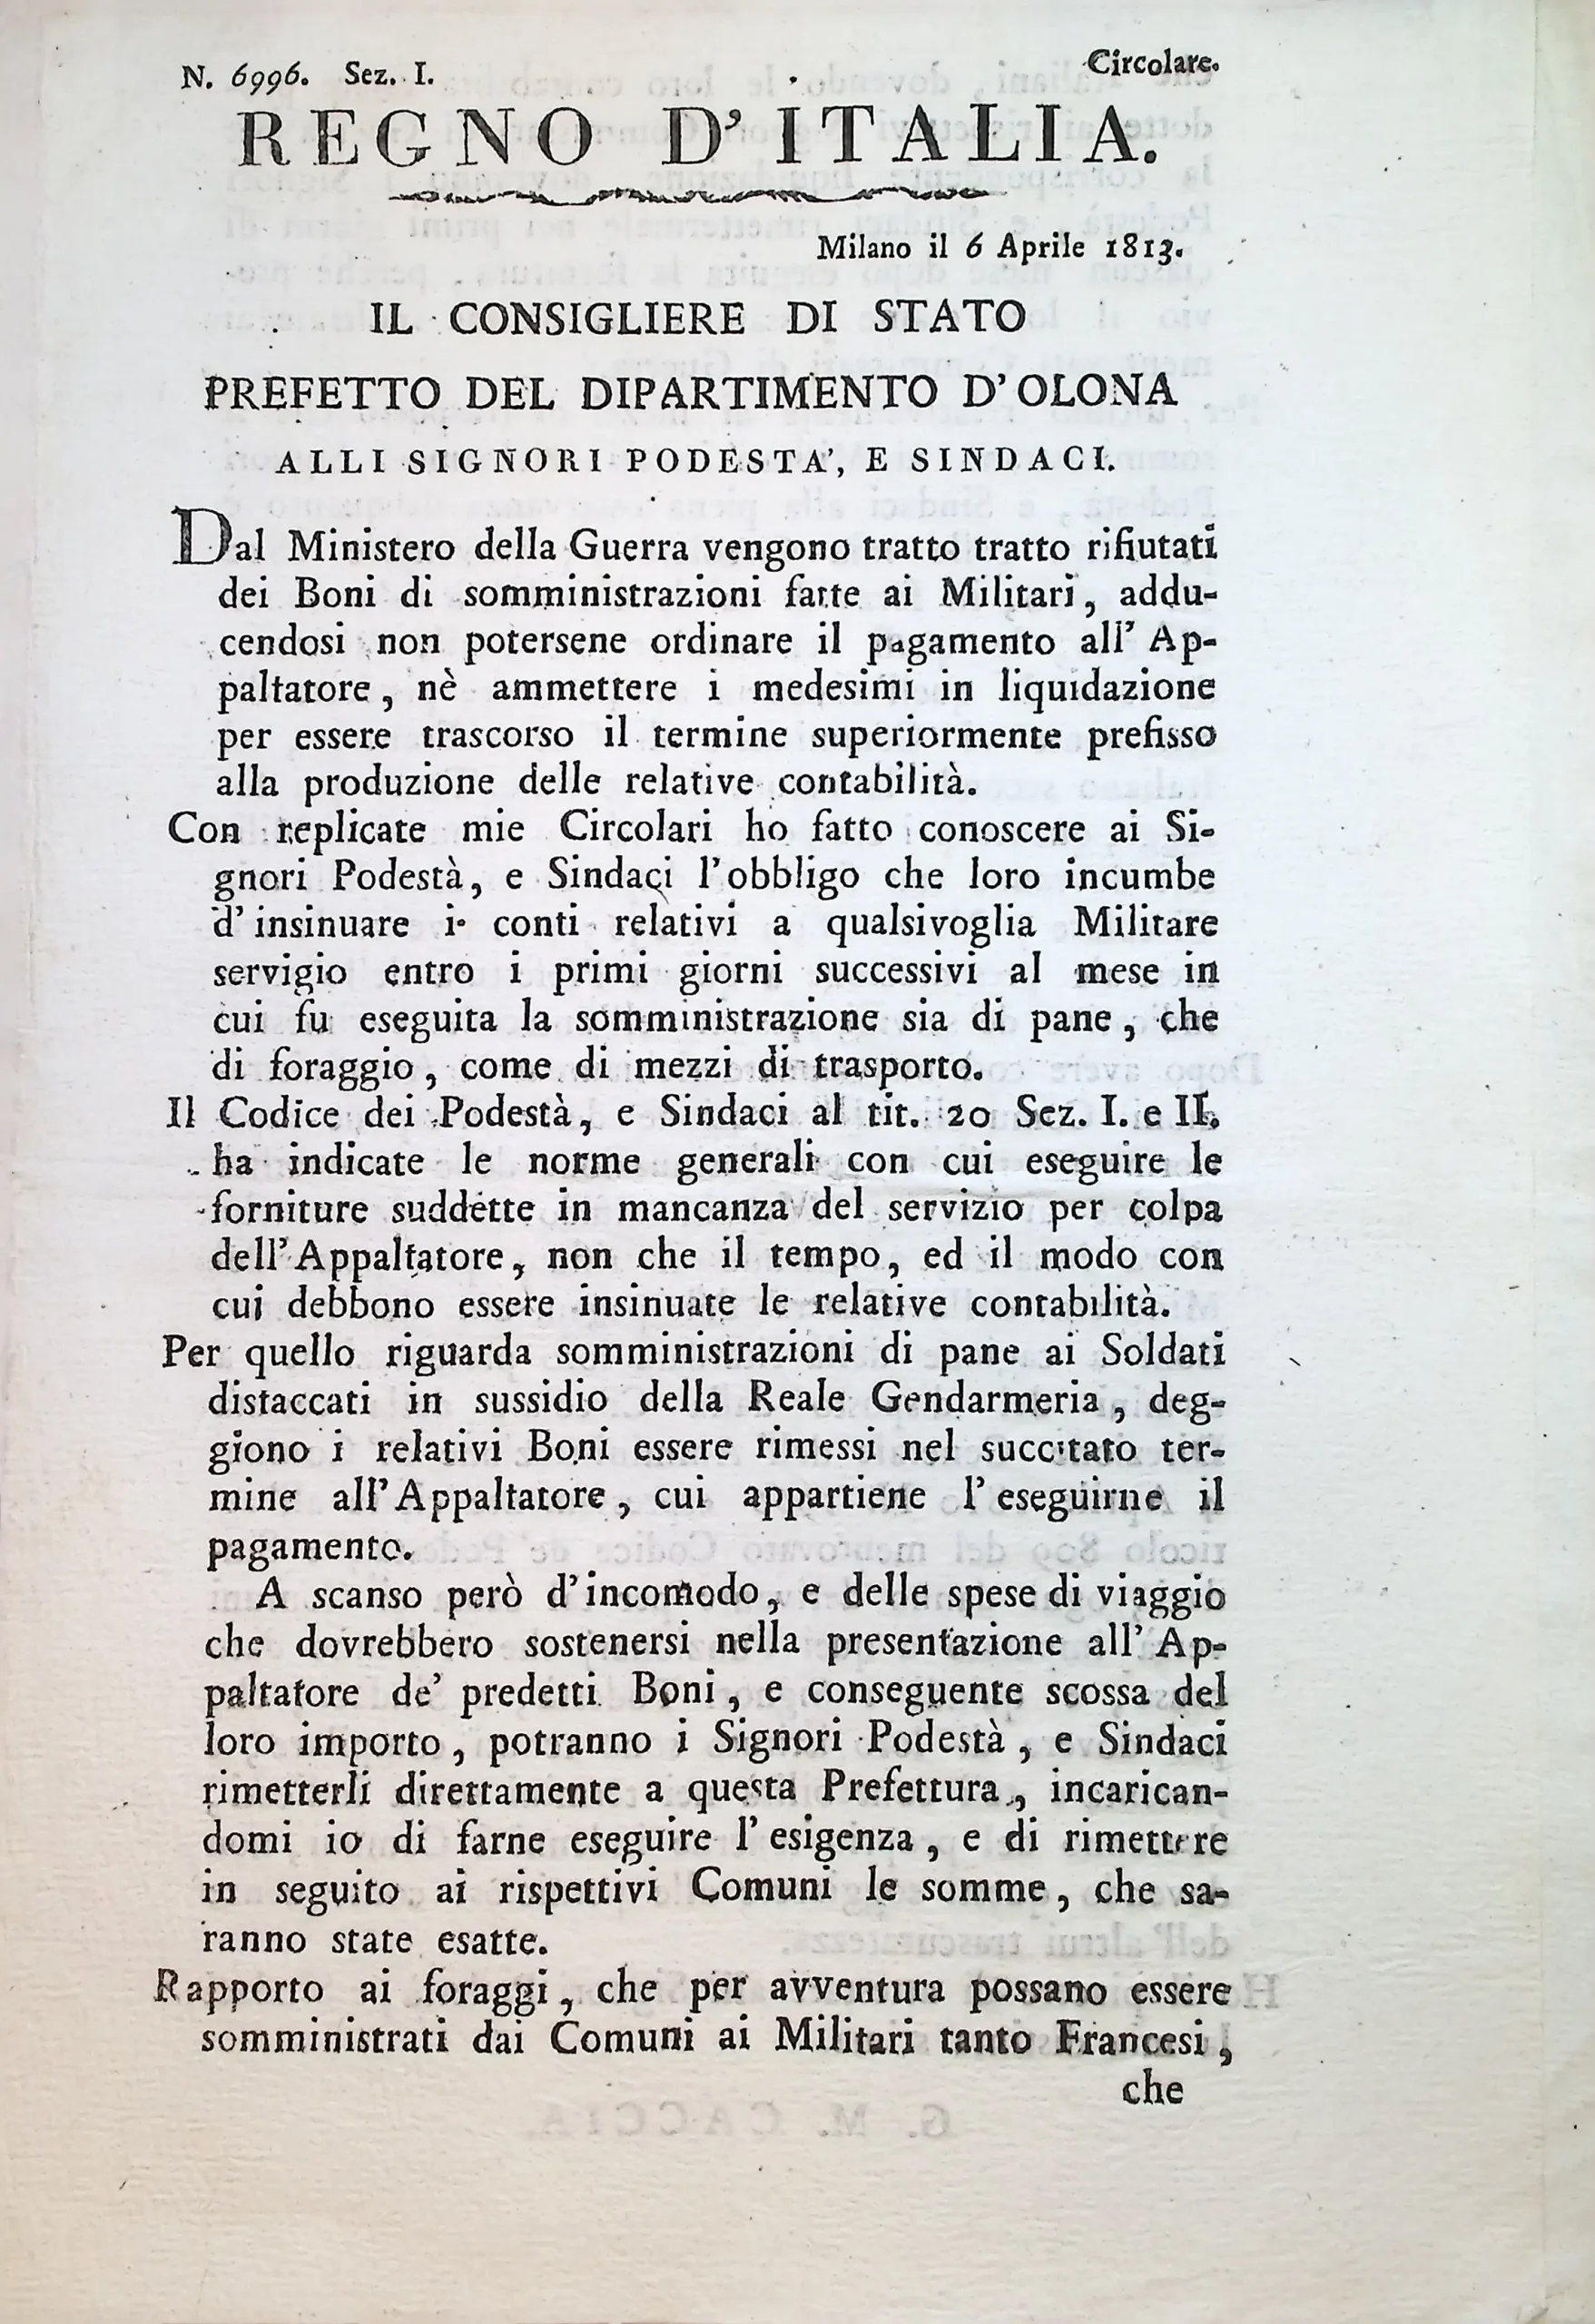 N. 6996. Sez. I.
Circolare.
REGNO D'ITALIA.
Milano il 6 Aprile 1813.
IL CONSIGLIERE DI STATO
PREFETTO DEL DIPARTIMENTO D'OLONA
ALLI SIGNORI PODESTA', E SINDACI.
Dal Ministero della Guerra vengono tratto tratto rifiutati
dei Boni di somministrazioni fatte ai Militari, addu-
cendosi non potersene ordinare il pagamento all' Ap-
paltatore, nè ammettere i medesimi in liquidazione
per essere trascorso il termine superiormente prefisso
alla produzione delle relative contabilità.
Con replicate mie Circolari ho fatto conoscere ai Si-
gnori Podestà, e Sindaci l'obbligo che loro incumbe
d'insinuare i conti relativi a qualsivoglia Militare
servigio entro i primi giorni successivi al mese in
cui fu eseguita la somministrazione sia di pane, che
di foraggio, come di mezzi di trasporto.
Il Codice dei Podestà, e Sindaci al tit. 20 Sez. I. e II.
ha indicate le norme generali con cui eseguire le
forniture suddette in mancanza del servizio per colpa
dell'Appaltatore, non che il tempo, ed il modo con
cui debbono essere insinuate le relative contabilità.
Per quello riguarda somministrazioni di pane ai Soldati
distaccati in sussidio della Reale Gendarmeria, deg-
giono i relativi Boni essere rimessi nel succitato ter-
mine all'Appaltatore, cui appartiene l'eseguirne il
pagamento.
A scanso però d'incomodo, e delle spese di viaggio
che dovrebbero sostenersi nella presentazione all' Ap-
paltatore de' predetti Boni, e conseguente scossa del
loro importo, potranno i Signori Podestà, e Sindaci
rimetterli direttamente a questa Prefettura, incarican-
domi io di farne eseguire l'esigenza, e di rimettere
in seguito ai rispettivi Comuni le somme, che sa-
ranno state esatte.
Rapporto ai foraggi, che per avventura possano essere
somministrati dai Comuni ai Militari tanto Francesi,
che